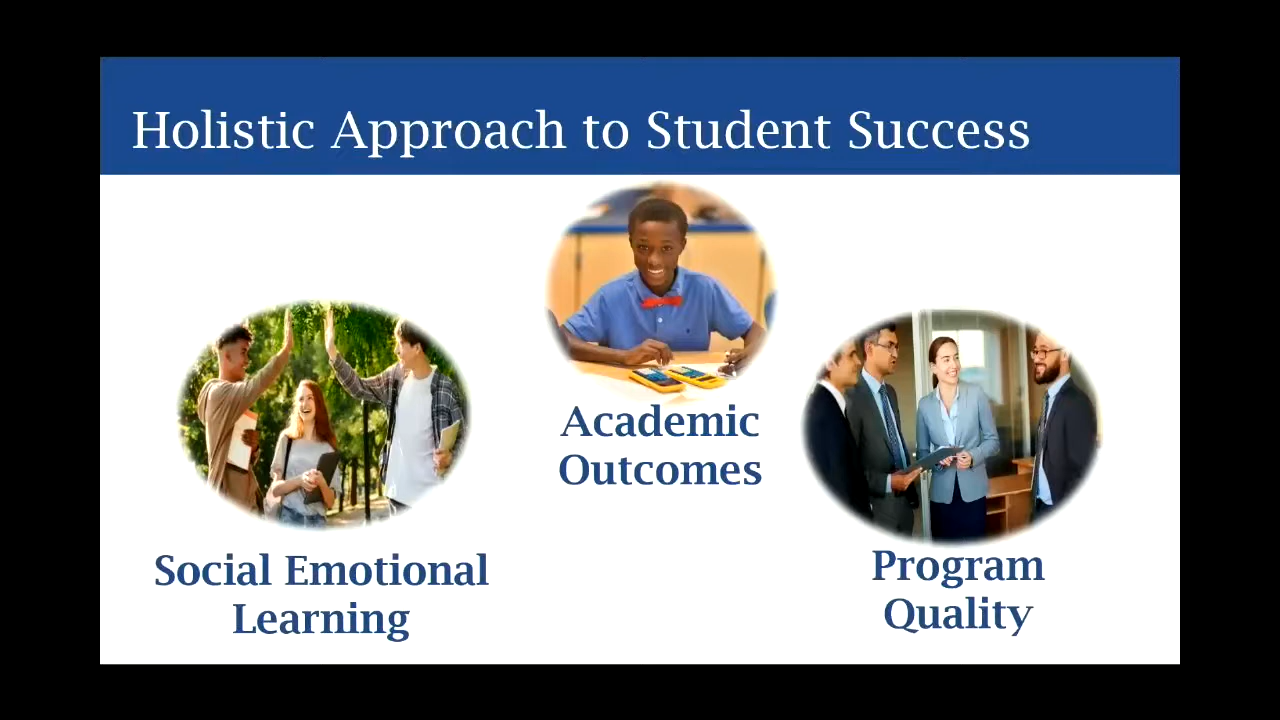 Holistic Approach to Student Success
Academic
Outcomes
Social Emotional
Learning
Program
Quality